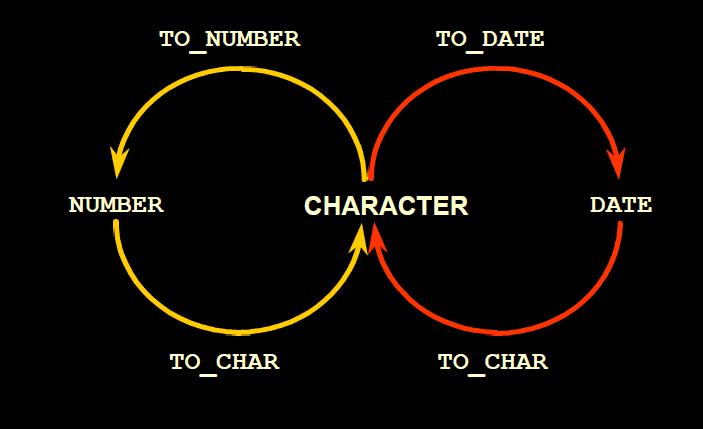 TO_NUMBER TO_DATE
NUMBER CHARACTER DATE
TO_CHAR TO_CHAR